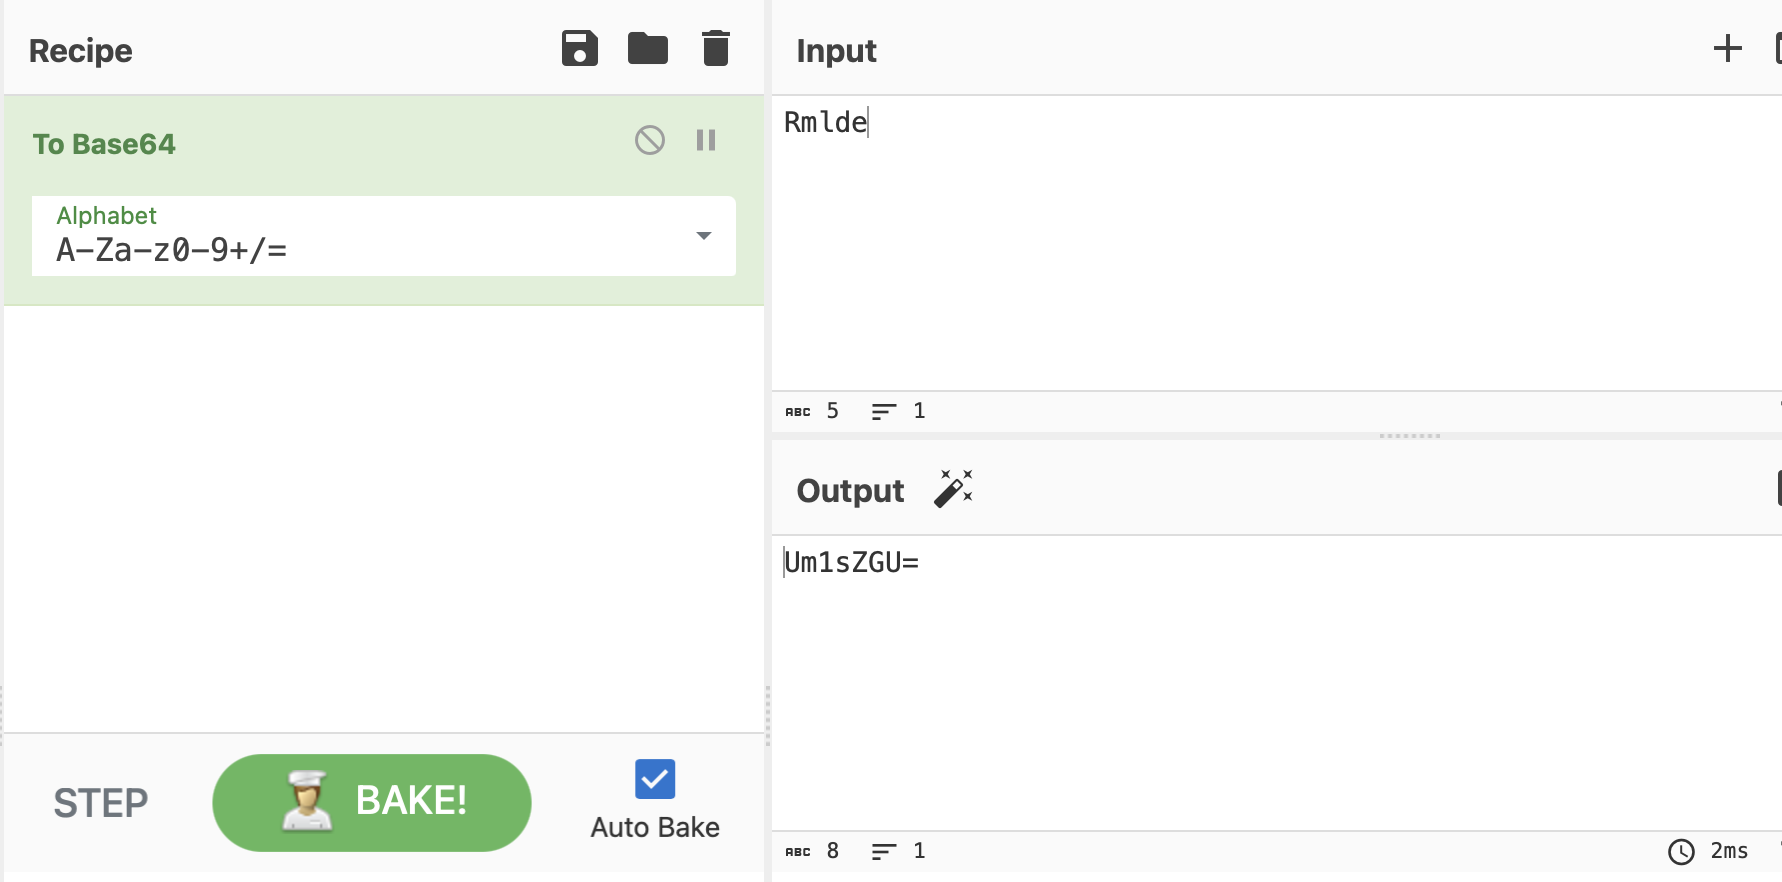 Recipe
To Base64
Alphabet
A-Za-z0-9+/=
STEP
BAKE!
Auto Bake
Input
Rmlde
ABC 5 1
Output
Um1sZGU=
ABC 8 1 2ms